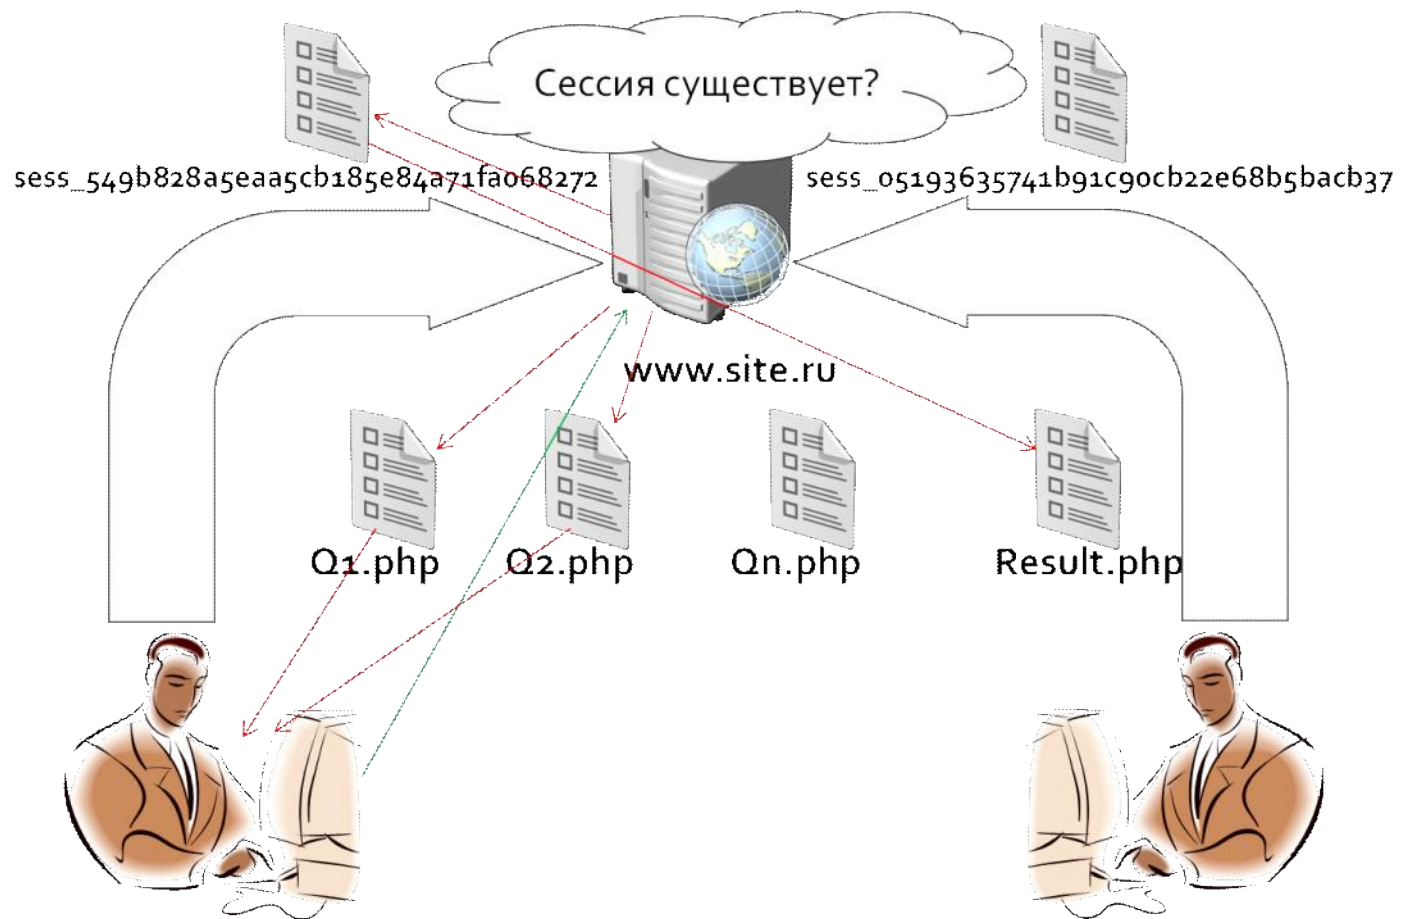 Сессия существует?
sess_549b828a5eaa5cb185e84a71fa068272
sess_05193635741b91c90cb22e68b5bacb37
www.site.ru
Q1.php
Q2.php
Qn.php
Result.php